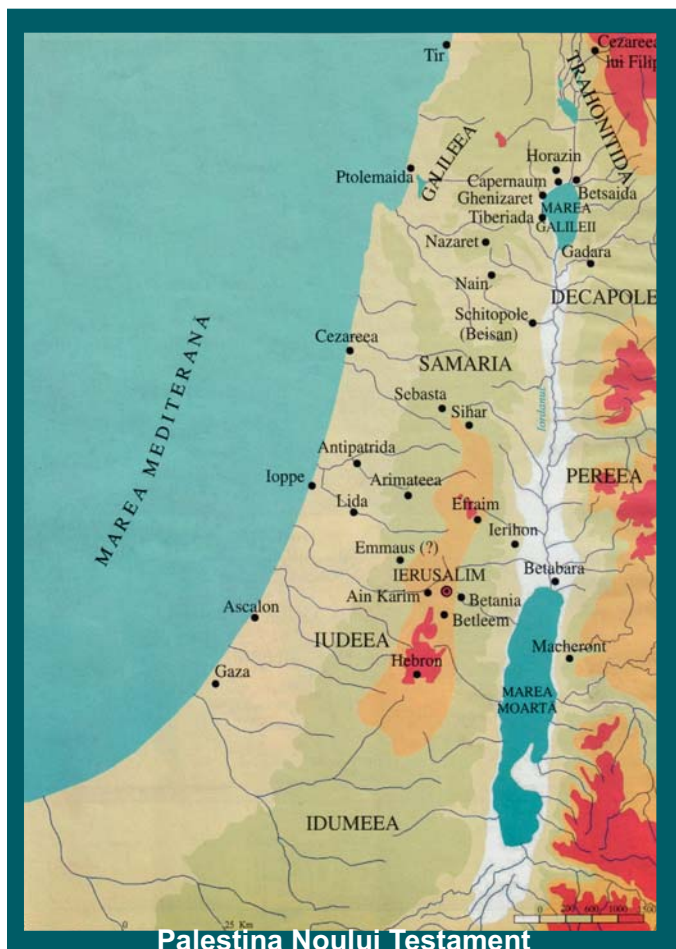 Tir
Cezareea
lui Filip
TRAHONITIDA
GALILEEA
Ptolemaida
Horazin
Capernaum
Ghenizaret
Betsaida
Tiberiada
MAREA
GALILEII
Nazaret
Gadara
Nain
DECAPOLE
Schitopole
(Beisan)
MAREA MEDITERANĂ
Cezareea
SAMARIA
Iordanul
Sebasta
Sihar
Antipatrida
Ioppe
Arimateea
PEREEA
Lida
Efraim
Ierihon
Emmaus (?)
IERUSALIM
Betabara
Ain Karim
Betania
Ascalon
Betleem
IUDEEA
Macheront
Hebron
Gaza
MAREA
MOARTĂ
IDUMEEA
0 25 Km
0 200 600 1000 1500
Palestina Noului Testament